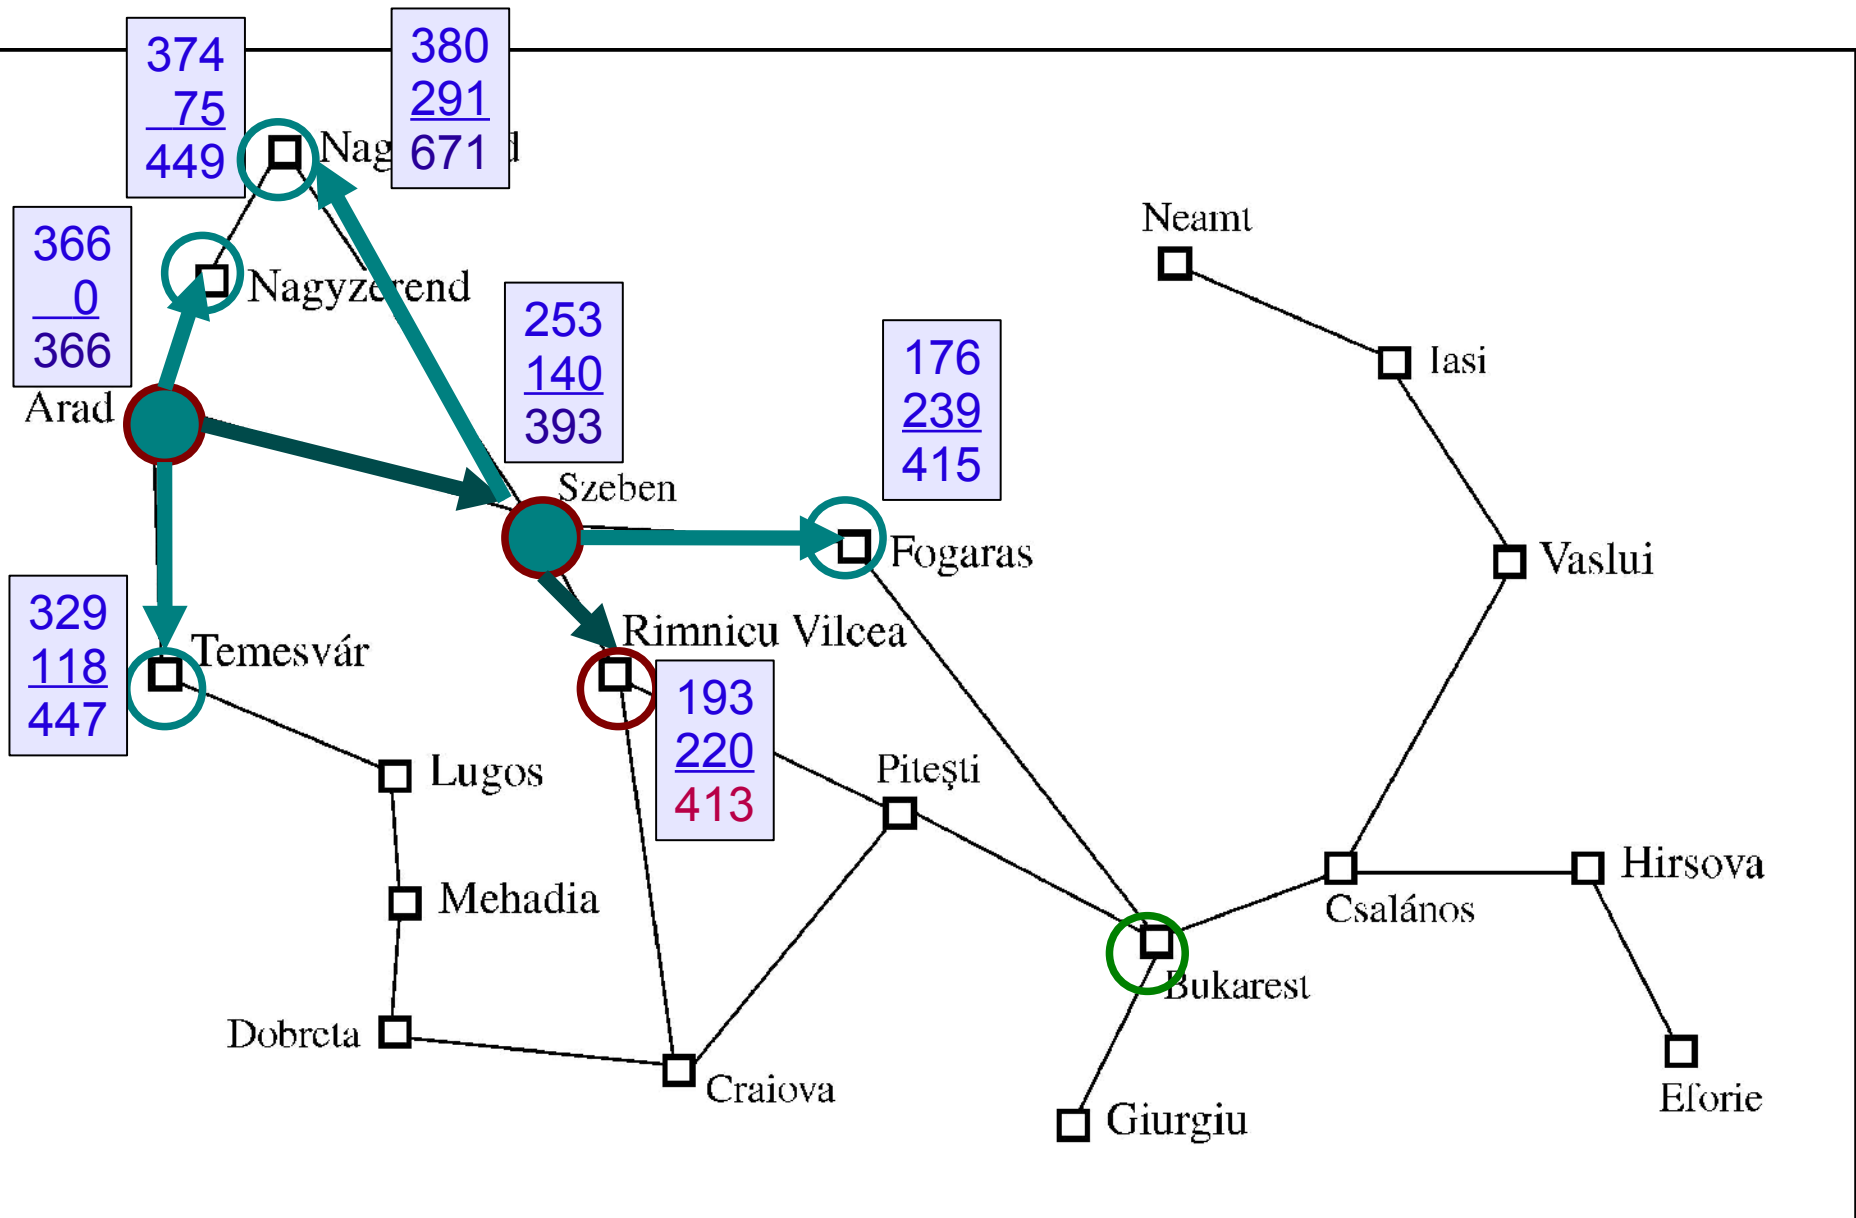 374
75
449
380
291
671
Neamt
366
0
366
Nagyzerend
253
140
393
176
239
415
Iasi
Arad
Szeben
Fogaras
Vaslui
329
118
447
Temesvár
Rimnicu Vilcea
193
220
413
Lugos
Pitești
Mehadia
Hirsova
Csalános
Bukarest
Dobreta
Craiova
Giurgiu
Eforie